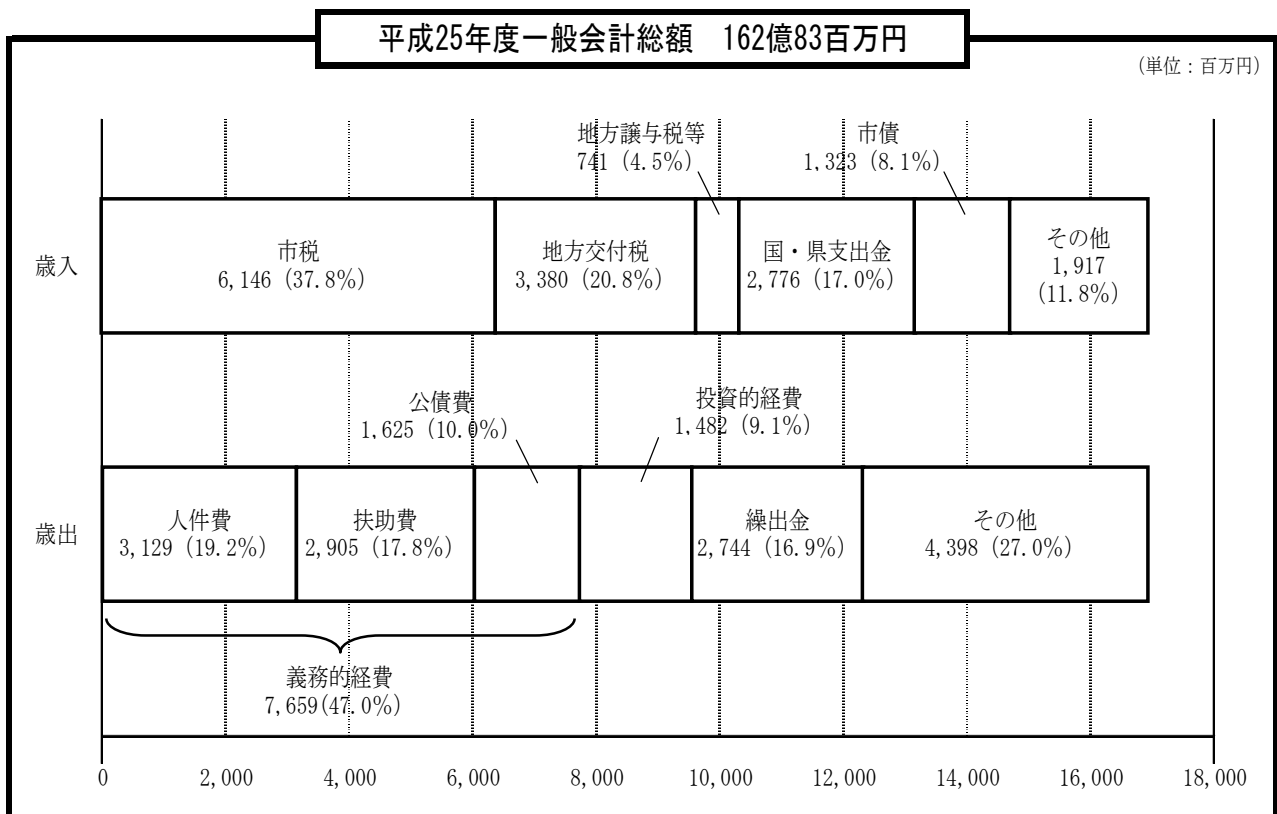 平成25年度一般会計総額　162億83百万円
(単位：百万円)
地方譲与税等
741 (4.5%)
市債
1,323 (8.1%)
歳入
市税
6,146 (37.8%)
地方交付税
3,380 (20.8%)
国・県支出金
2,776 (17.0%)
その他
1,917
(11.8%)
公債費
1,625 (10.0%)
投資的経費
1,482 (9.1%)
歳出
人件費
3,129 (19.2%)
扶助費
2,905 (17.8%)
繰出金
2,744 (16.9%)
その他
4,398 (27.0%)
義務的経費
7,659(47.0%)
0 2,000 4,000 6,000 8,000 10,000 12,000 14,000 16,000 18,000